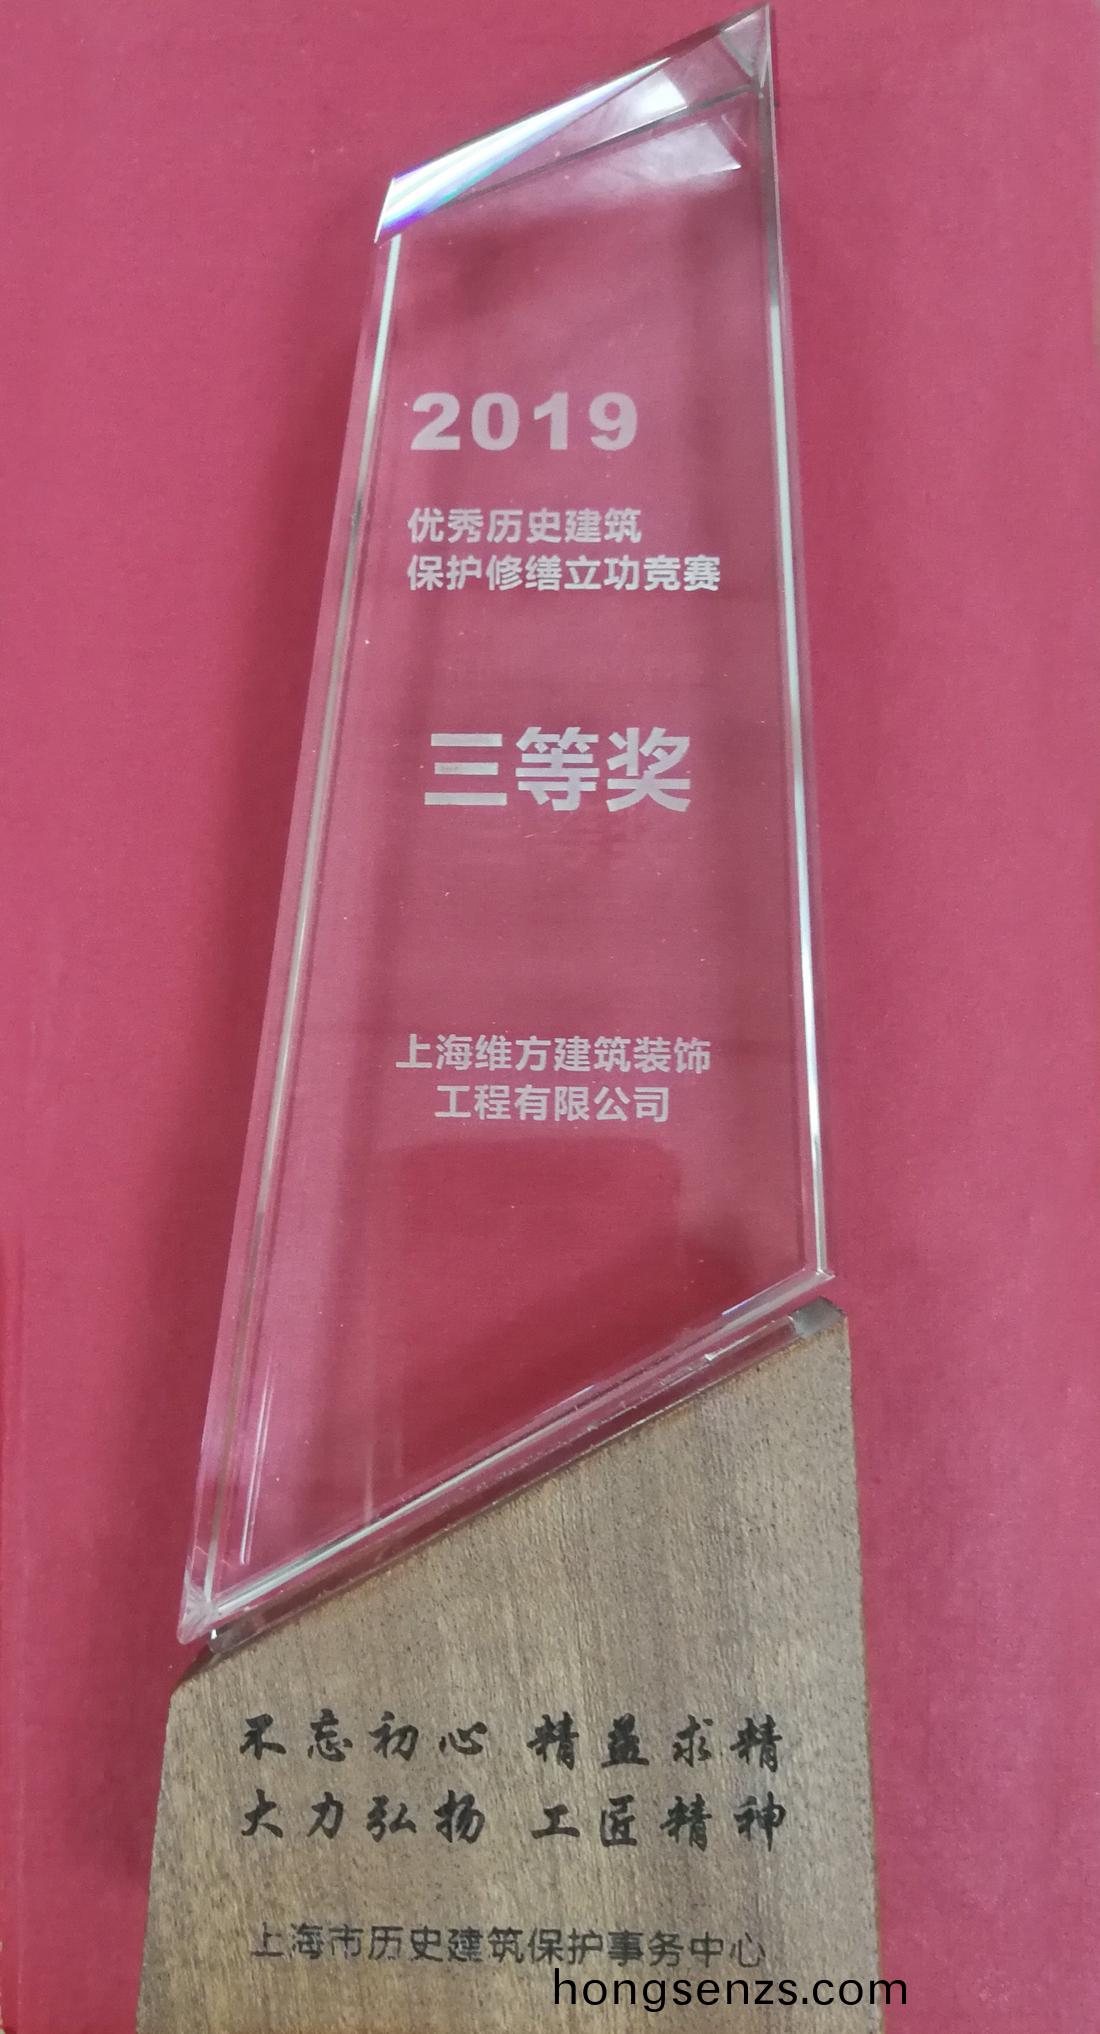 2019
优秀历史建筑
保护修缮立功竞赛
三等奖
上海维方建筑装饰
工程有限公司
不忘初心 精益求精
大力弘扬 工匠精神
上海市历史建筑保护事务中心
hongsenzs.com